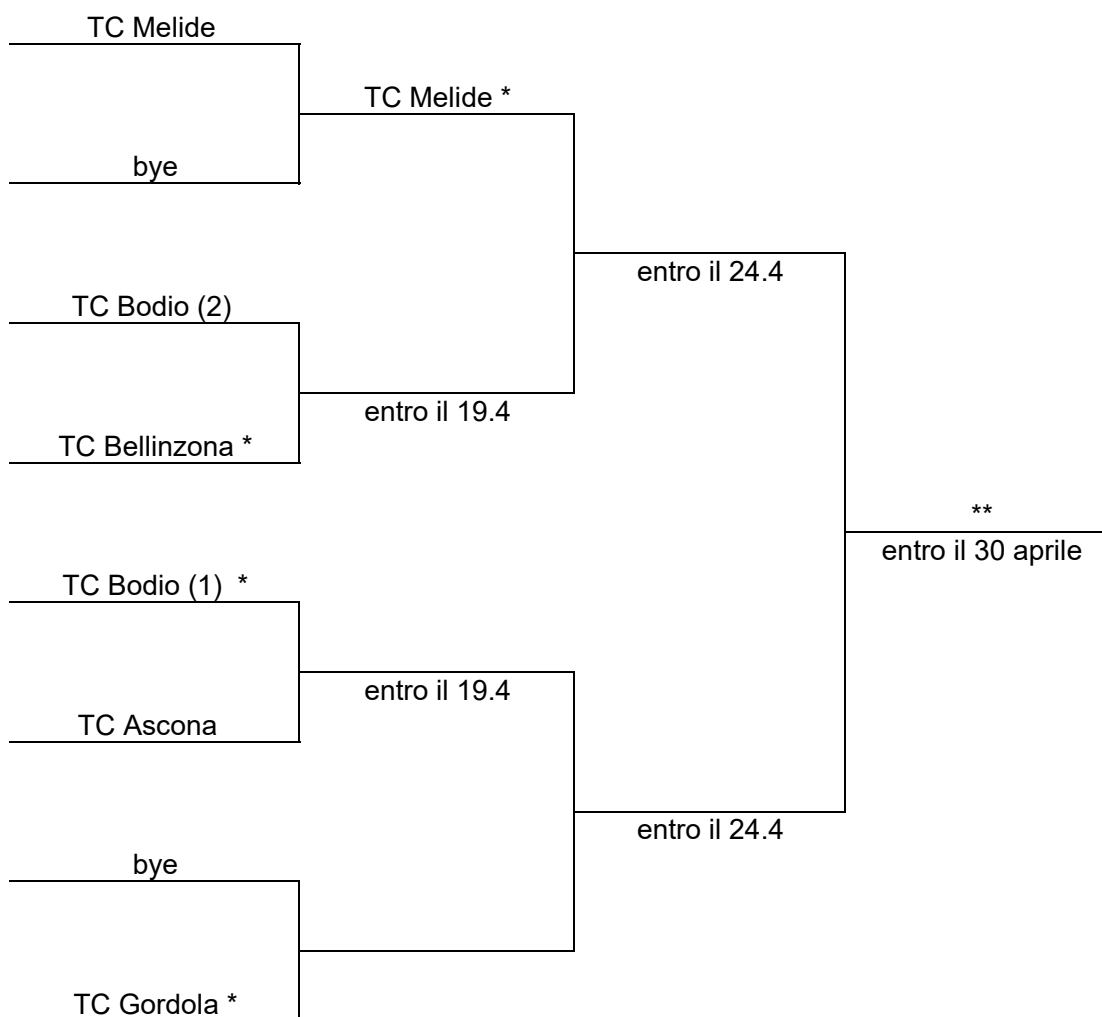 TC Melide
TC Melide *
bye
entro il 24.4
TC Bodio (2)
entro il 19.4
TC Bellinzona *
**
entro il 30 aprile
TC Bodio (1)  *
entro il 19.4
TC Ascona
entro il 24.4
bye
TC Gordola *